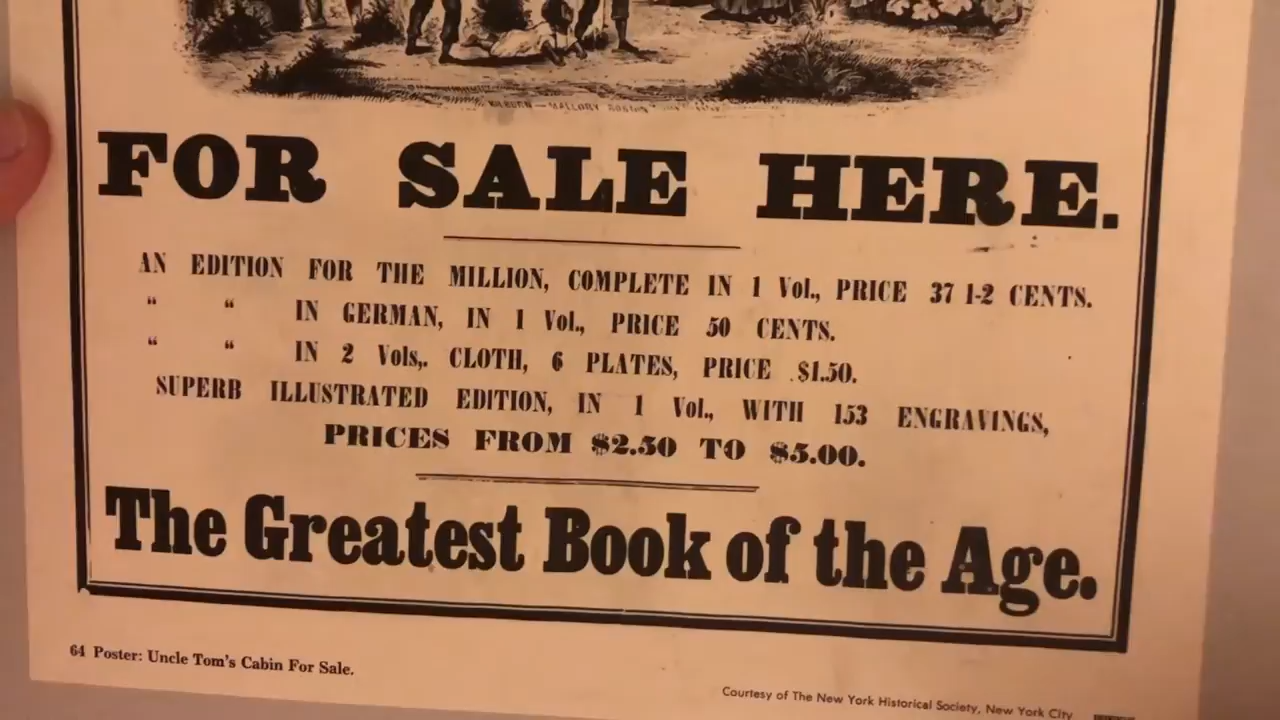 MALLORY
FOR SALE HERE.
AN EDITION FOR THE MILLION, COMPLETE IN 1 Vol., PRICE 37 1-2 CENTS.
“ “ IN GERMAN, IN 1 Vol., PRICE 50 CENTS.
“ “ IN 2 Vols,. CLOTH, 6 PLATES, PRICE $1.50.
SUPERB ILLUSTRATED EDITION, IN 1 Vol., WITH 153 ENGRAVINGS,
PRICES FROM $2.50 TO $5.00.
The Greatest Book of the Age.
64 Poster: Uncle Tom's Cabin For Sale.
Courtesy of The New York Historical Society, New York City